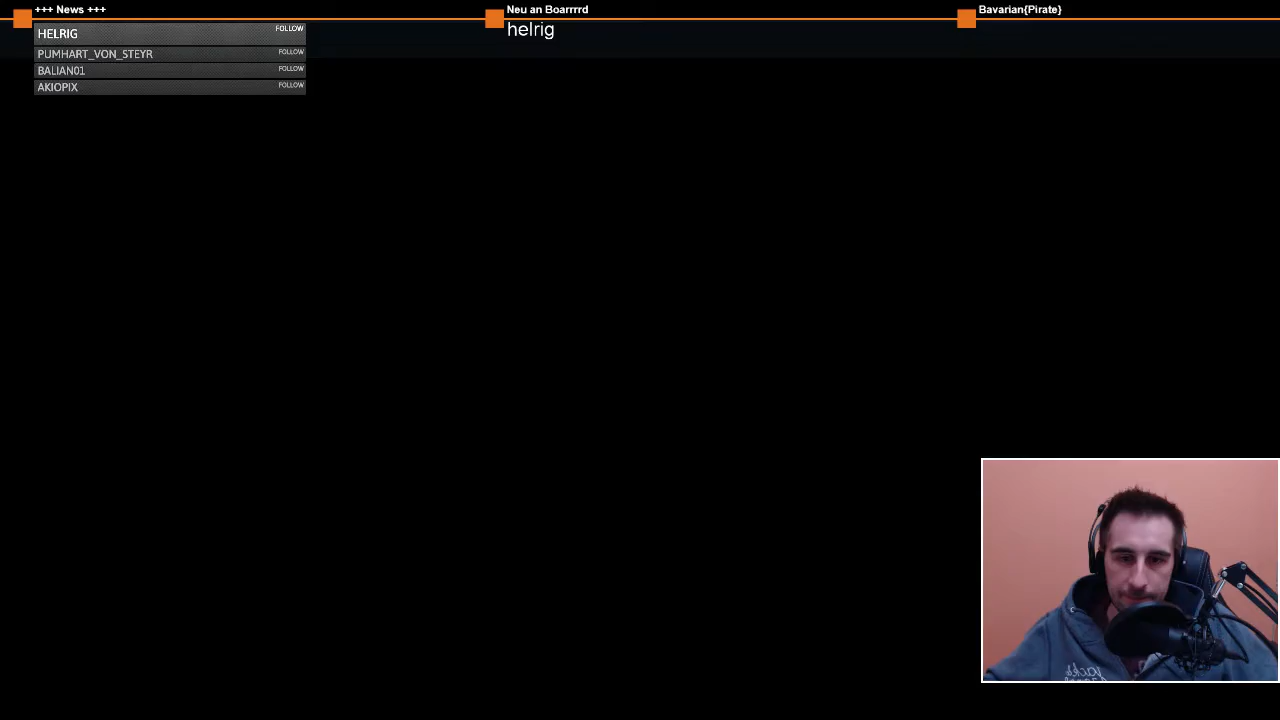 +++ News +++
HELRIG FOLLOW
PUMHART_VON_STEYR FOLLOW
BALIAN01 FOLLOW
AKIOPIX FOLLOW
Neu an Boarrrrd
helrig
Bavarian{Pirate}